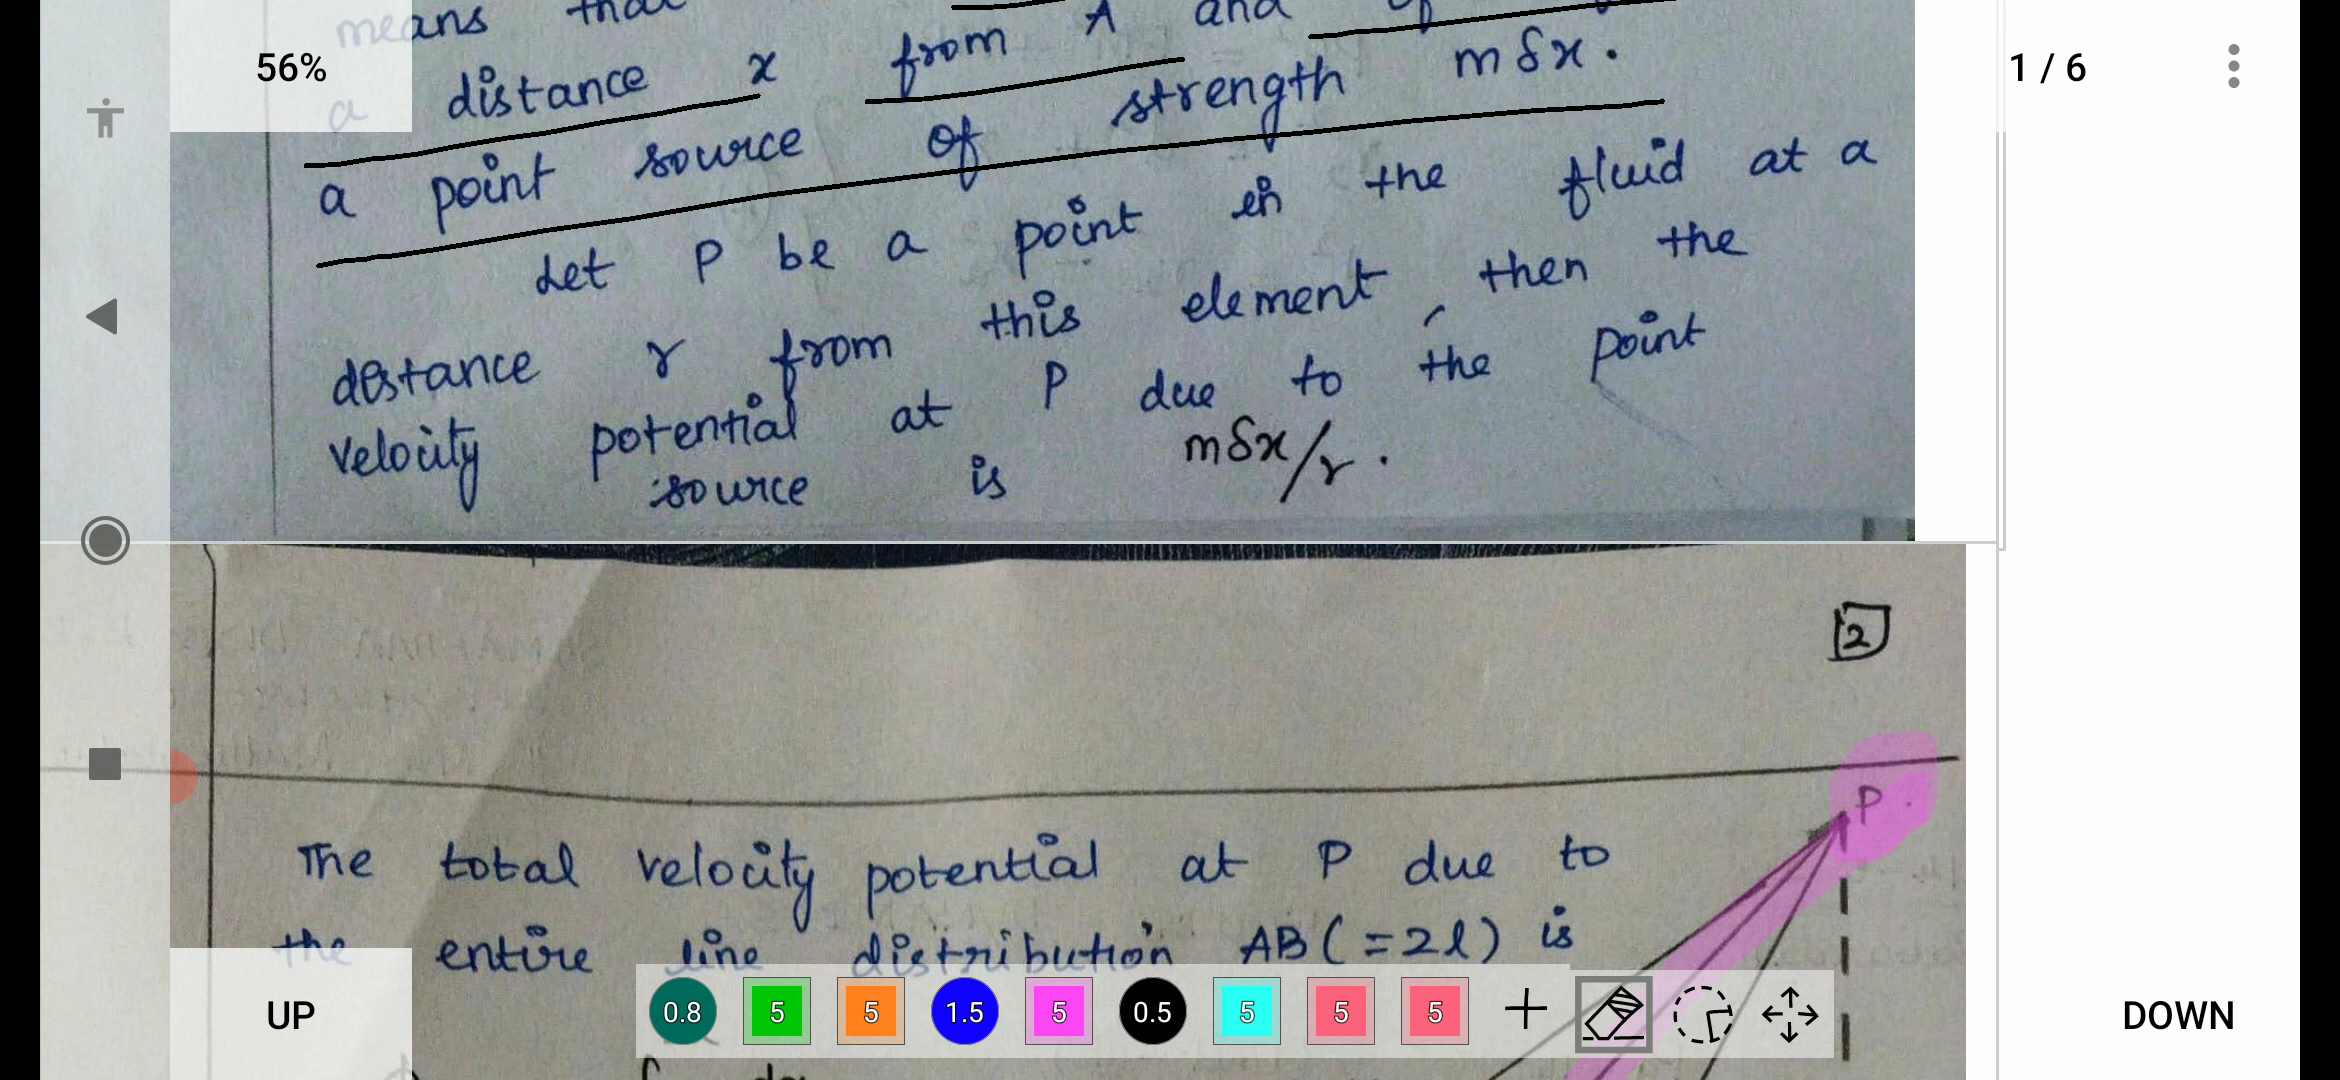 means that
56%
a distance x from A and of
1 / 6
a point source of strength mδx.
Let P be a point in the fluid at a
distance r from this element, then the
velocity potential at P due to the point
source is mδx/r.
2
P
The total velocity potential at P due to
the entire line distribution AB(=2l) is
UP
0.8 5 5 1.5 5 0.5 5 5 5
DOWN